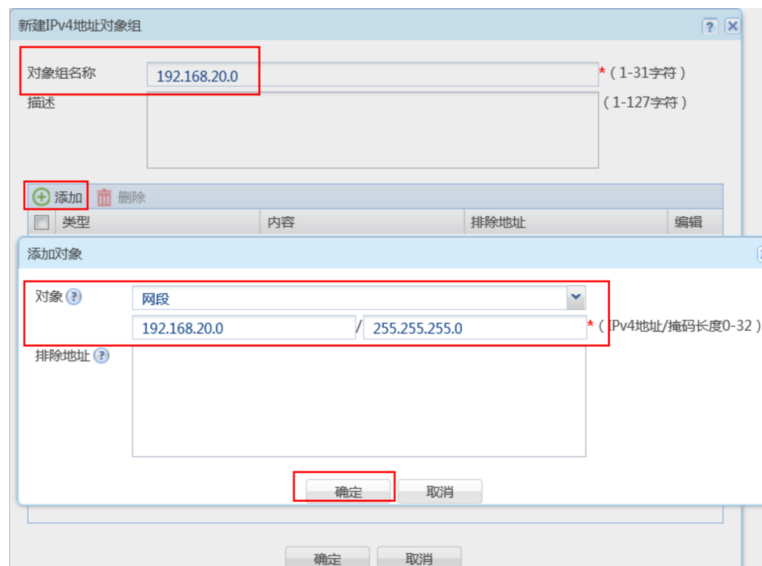 新建IPv4地址对象组
对象组名称 192.168.20.0 *（1-31字符）
描述 （1-127字符）
添加 删除
类型 内容 排除地址 编辑
添加对象
对象 ? 网段
192.168.20.0 / 255.255.255.0 *（IPv4地址/掩码长度0-32）
排除地址 ?
确定 取消
确定 取消